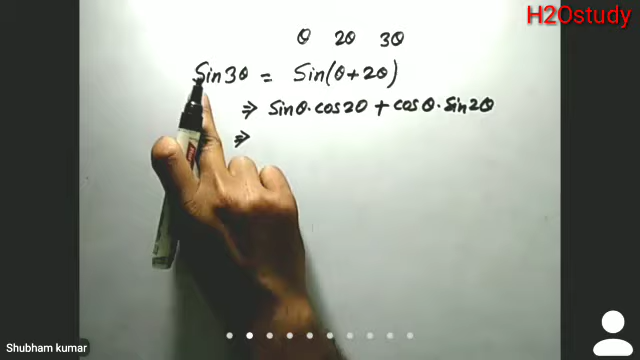 H2Ostudy
θ 2θ 3θ
Sin3θ = Sin(θ+2θ)
⇒ Sinθ·cos2θ + cosθ·Sin2θ
⇒
Shubham kumar